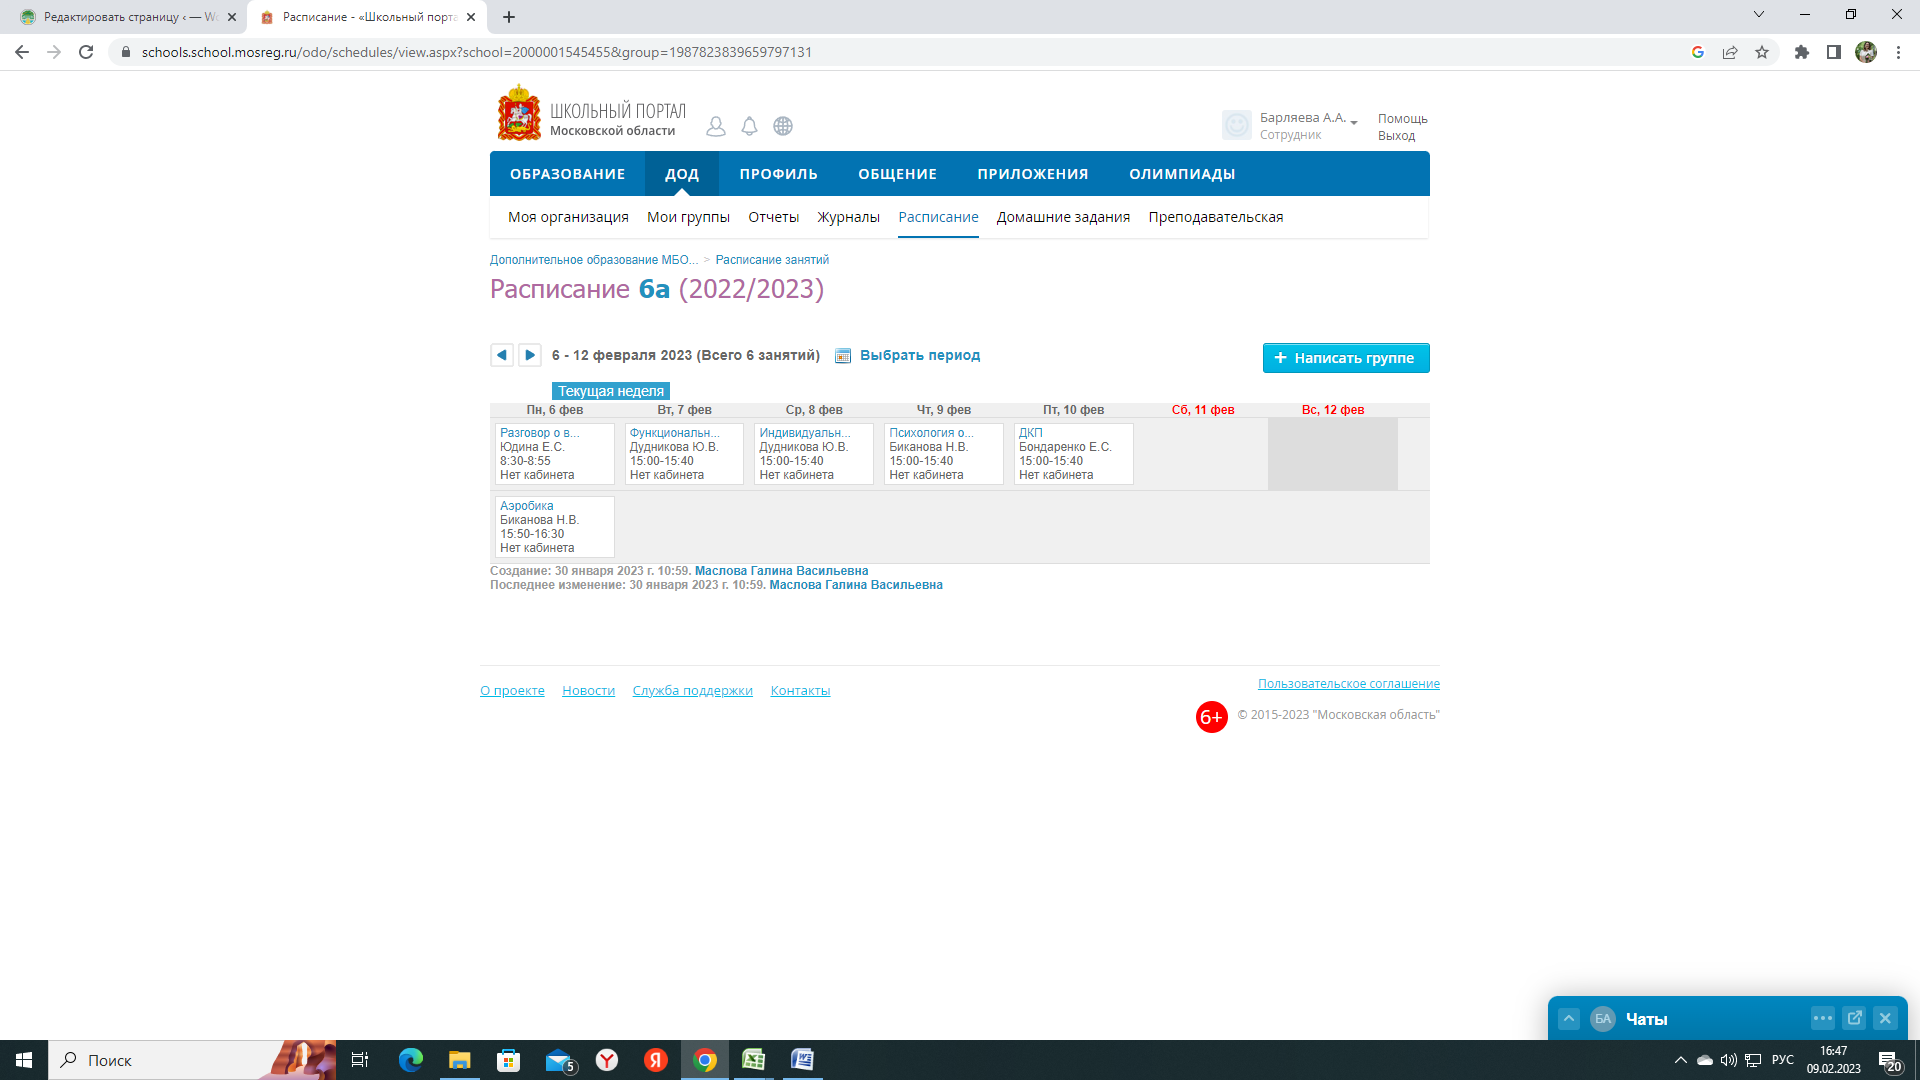 Редактировать страницу ‹ — Wo
Расписание - «Школьный порта
schools.school.mosreg.ru/odo/schedules/view.aspx?school=2000001545455&group=1987823839659797131
ШКОЛЬНЫЙ ПОРТАЛ
Московской области
Барляева А.А.
Сотрудник
Помощь
Выход
ОБРАЗОВАНИЕ ДОД ПРОФИЛЬ ОБЩЕНИЕ ПРИЛОЖЕНИЯ ОЛИМПИАДЫ
Моя организация Мои группы Отчеты Журналы Расписание Домашние задания Преподавательская
Дополнительное образование МБО... > Расписание занятий
Расписание 6а (2022/2023)
6 - 12 февраля 2023 (Всего 6 занятий) Выбрать период
+ Написать группе
Текущая неделя
Пн, 6 фев Вт, 7 фев Ср, 8 фев Чт, 9 фев Пт, 10 фев Сб, 11 фев Вс, 12 фев
Разговор о в... Функциональн... Индивидуальн... Психология о... ДКП
Юдина Е.С. Дудникова Ю.В. Дудникова Ю.В. Биканова Н.В. Бондаренко Е.С.
8:30-8:55 15:00-15:40 15:00-15:40 15:00-15:40 15:00-15:40
Нет кабинета Нет кабинета Нет кабинета Нет кабинета Нет кабинета
Аэробика
Биканова Н.В.
15:50-16:30
Нет кабинета
Создание: 30 января 2023 г. 10:59. Маслова Галина Васильевна
Последнее изменение: 30 января 2023 г. 10:59. Маслова Галина Васильевна
О проекте Новости Служба поддержки Контакты
Пользовательское соглашение
6+ © 2015-2023 "Московская область"
БА Чаты
Поиск
5
РУС
16:47
09.02.2023
20